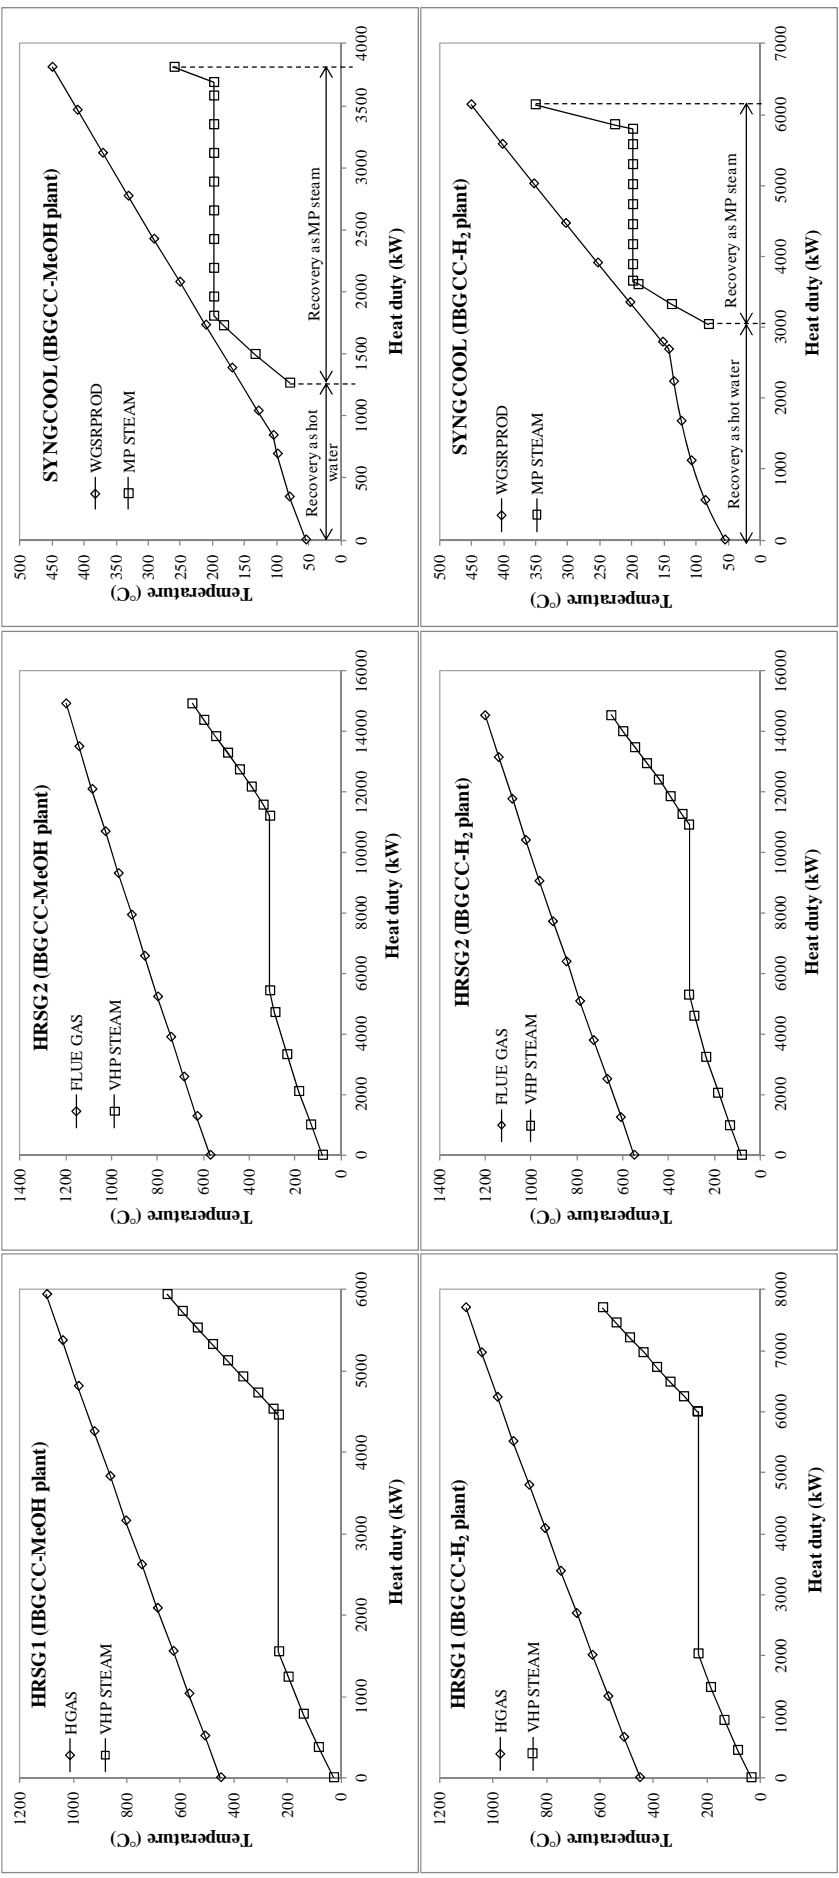 HRSG1 (IBGCC-MeOH plant)
HGAS
VHP STEAM
1200
1000
800
600
400
200
0
Temperature (°C)
0
1000
2000
3000
4000
5000
6000
Heat duty (kW)
HRSG2 (IBGCC-MeOH plant)
FLUE GAS
VHP STEAM
1400
1200
1000
800
600
400
200
0
Temperature (°C)
0
2000
4000
6000
8000
10000
12000
14000
16000
Heat duty (kW)
SYNGCOOL (IBGCC-MeOH plant)
WGSRPROD
MP STEAM
Recovery as hot
water
Recovery as MP steam
500
450
400
350
300
250
200
150
100
50
0
Temperature (°C)
0
500
1000
1500
2000
2500
3000
3500
4000
Heat duty (kW)
HRSG1 (IBGCC-H₂ plant)
HGAS
VHP STEAM
1200
1000
800
600
400
200
0
Temperature (°C)
0
1000
2000
3000
4000
5000
6000
7000
8000
Heat duty (kW)
HRSG2 (IBGCC-H₂ plant)
FLUE GAS
VHP STEAM
1400
1200
1000
800
600
400
200
0
Temperature (°C)
0
2000
4000
6000
8000
10000
12000
14000
16000
Heat duty (kW)
SYNGCOOL (IBGCC-H₂ plant)
WGSRPROD
MP STEAM
Recovery as hot water
Recovery as MP steam
500
450
400
350
300
250
200
150
100
50
0
Temperature (°C)
0
1000
2000
3000
4000
5000
6000
7000
Heat duty (kW)